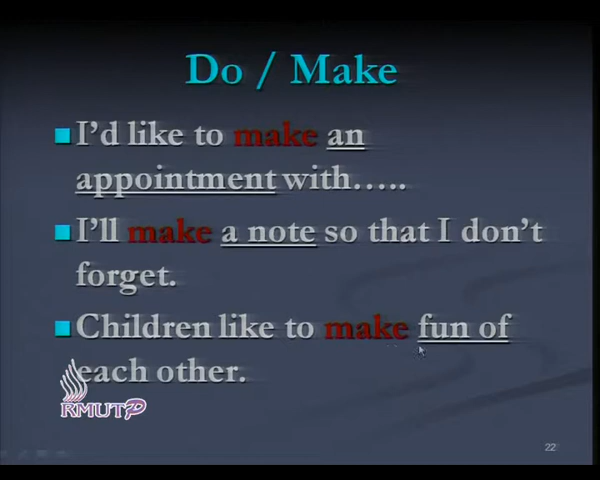 Do / Make
I'd like to make an
appointment with…..
I'll make a note so that I don't
forget.
Children like to make fun of
each other.
RMUTP
22